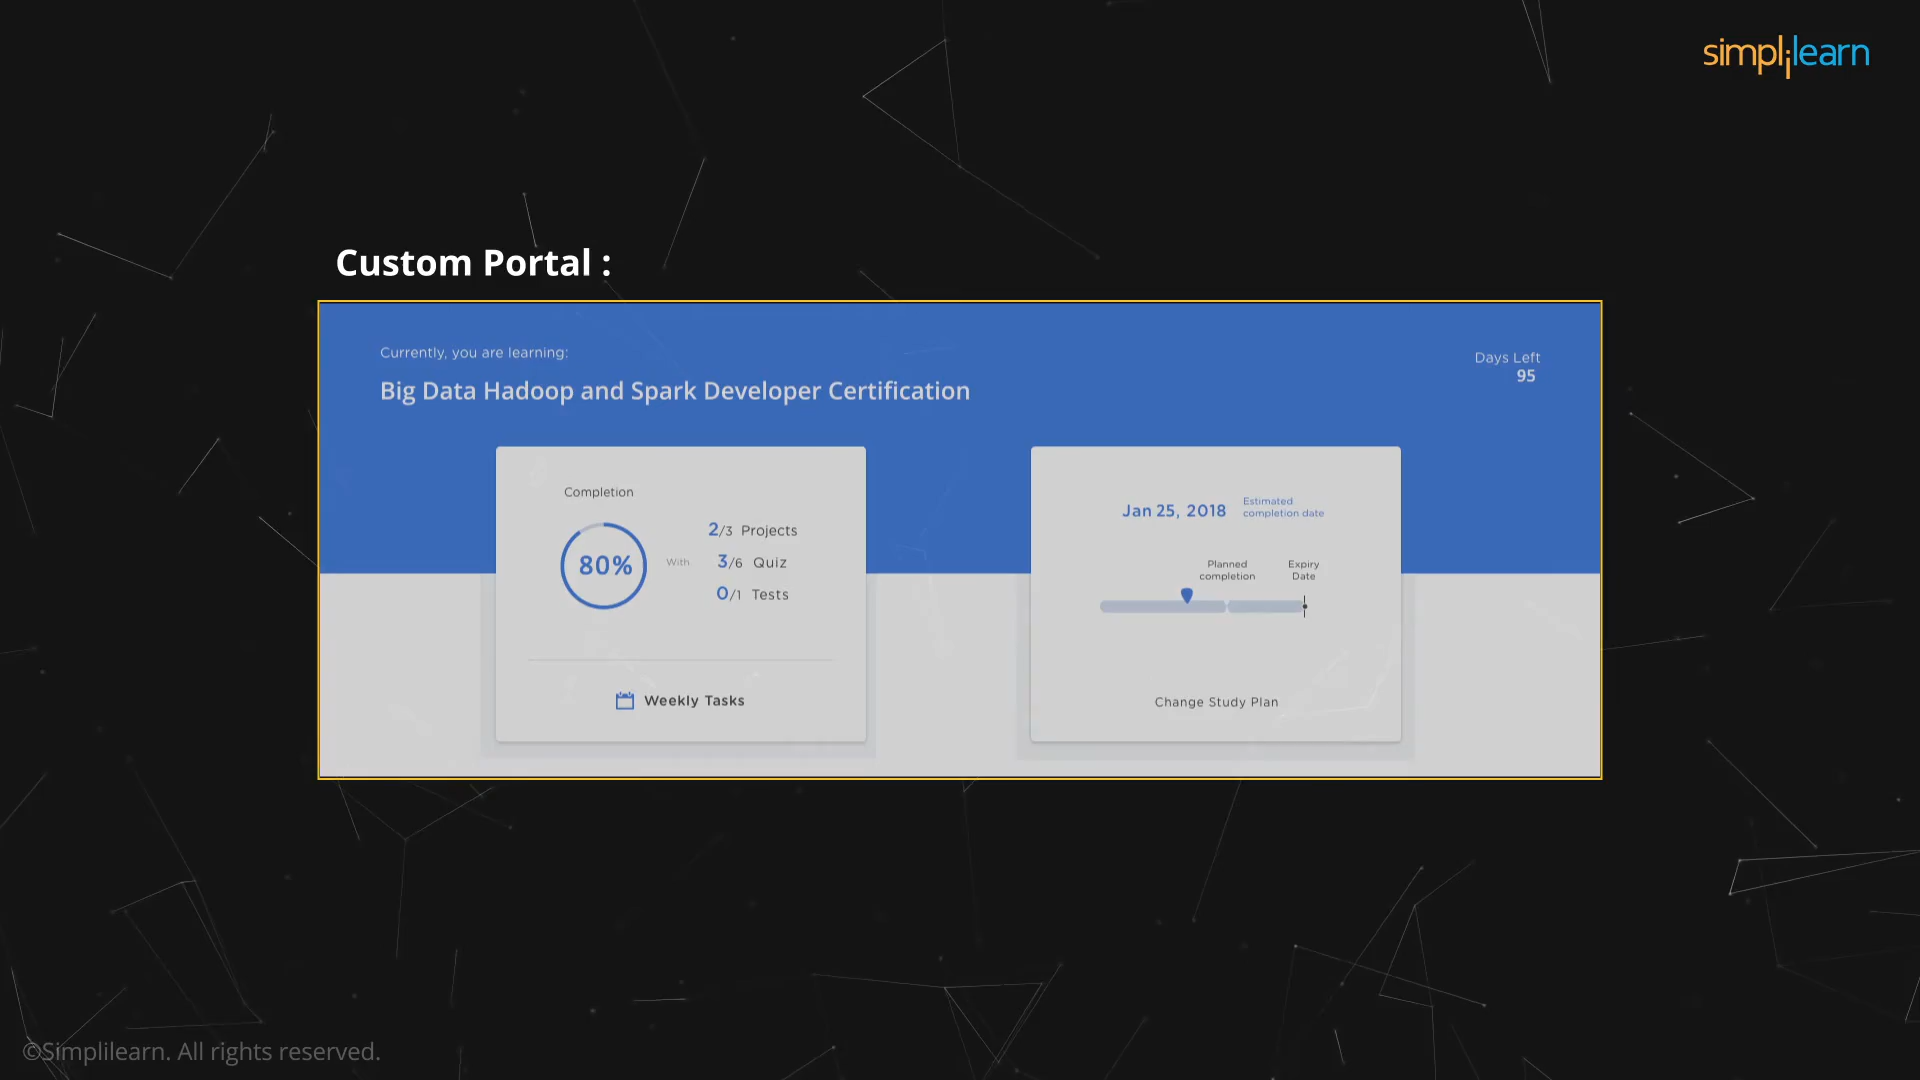 simplilearn
Custom Portal :
Currently, you are learning:
Big Data Hadoop and Spark Developer Certification
Days Left
95
Completion
80%
With
2/3 Projects
3/6 Quiz
0/1 Tests
Weekly Tasks
Jan 25, 2018
Estimated
completion date
Planned
completion
Expiry
Date
Change Study Plan
©Simplilearn. All rights reserved.